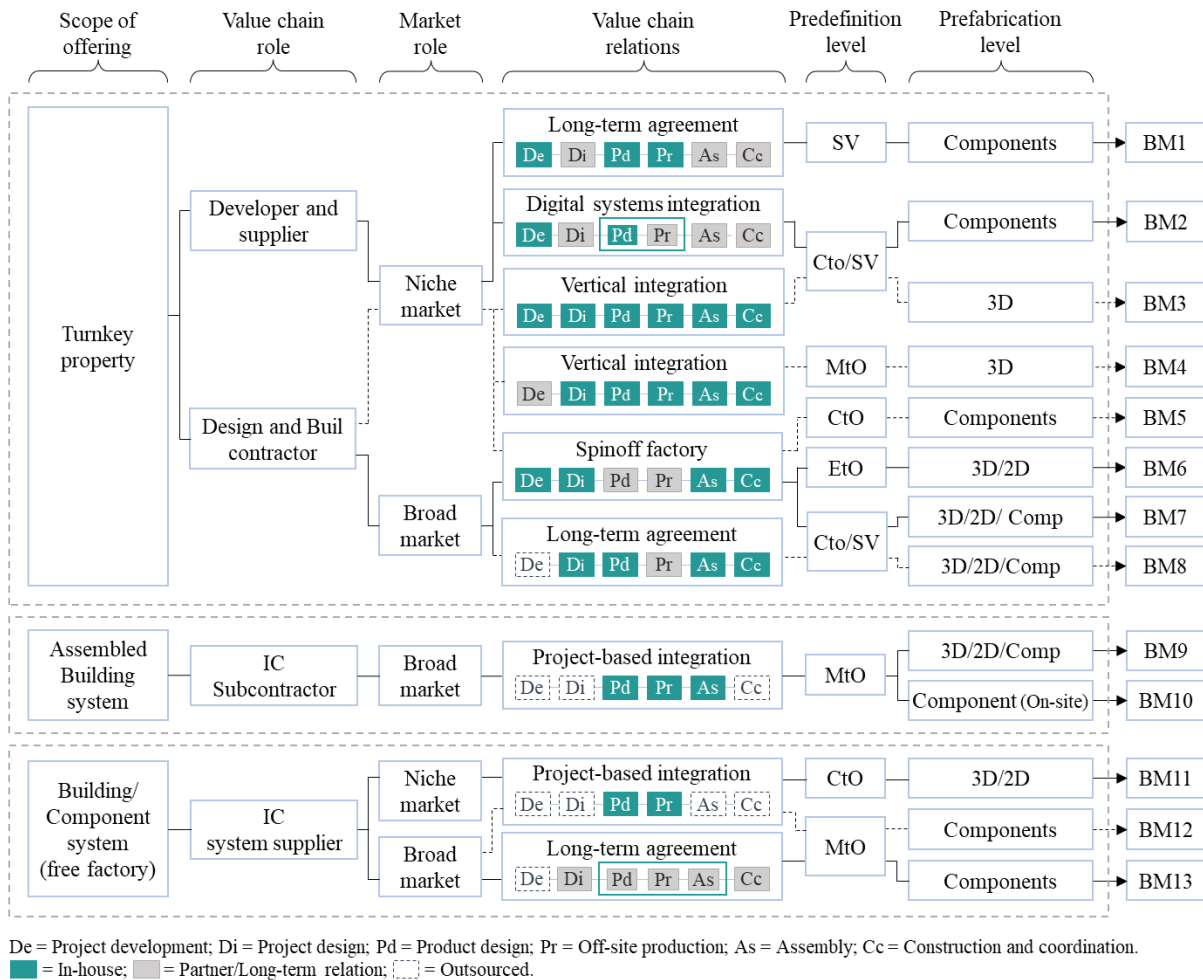 Scope of
offering
Value chain
role
Market
role
Value chain
relations
Predefinition
level
Prefabrication
level
Turnkey
property
Developer and
supplier
Design and Buil
contractor
Niche
market
Broad
market
Long-term agreement
De Di Pd Pr As Cc
SV
Components
BM1
Digital systems integration
De Di Pd Pr As Cc
Cto/SV
Components
BM2
Vertical integration
De Di Pd Pr As Cc
3D
BM3
Vertical integration
De Di Pd Pr As Cc
MtO
3D
BM4
CtO
Components
BM5
Spinoff factory
De Di Pd Pr As Cc
EtO
3D/2D
BM6
Cto/SV
3D/2D/ Comp
BM7
Long-term agreement
De Di Pd Pr As Cc
3D/2D/Comp
BM8
Assembled
Building
system
IC
Subcontractor
Broad
market
Project-based integration
De Di Pd Pr As Cc
MtO
3D/2D/Comp
BM9
Component (On-site)
BM10
Building/
Component
system
(free factory)
IC
system supplier
Niche
market
Broad
market
Project-based integration
De Di Pd Pr As Cc
CtO
3D/2D
BM11
MtO
Components
BM12
Long-term agreement
De Di Pd Pr As Cc
Components
BM13
De = Project development; Di = Project design; Pd = Product design; Pr = Off-site production; As = Assembly; Cc = Construction and coordination.
= In-house; = Partner/Long-term relation; = Outsourced.